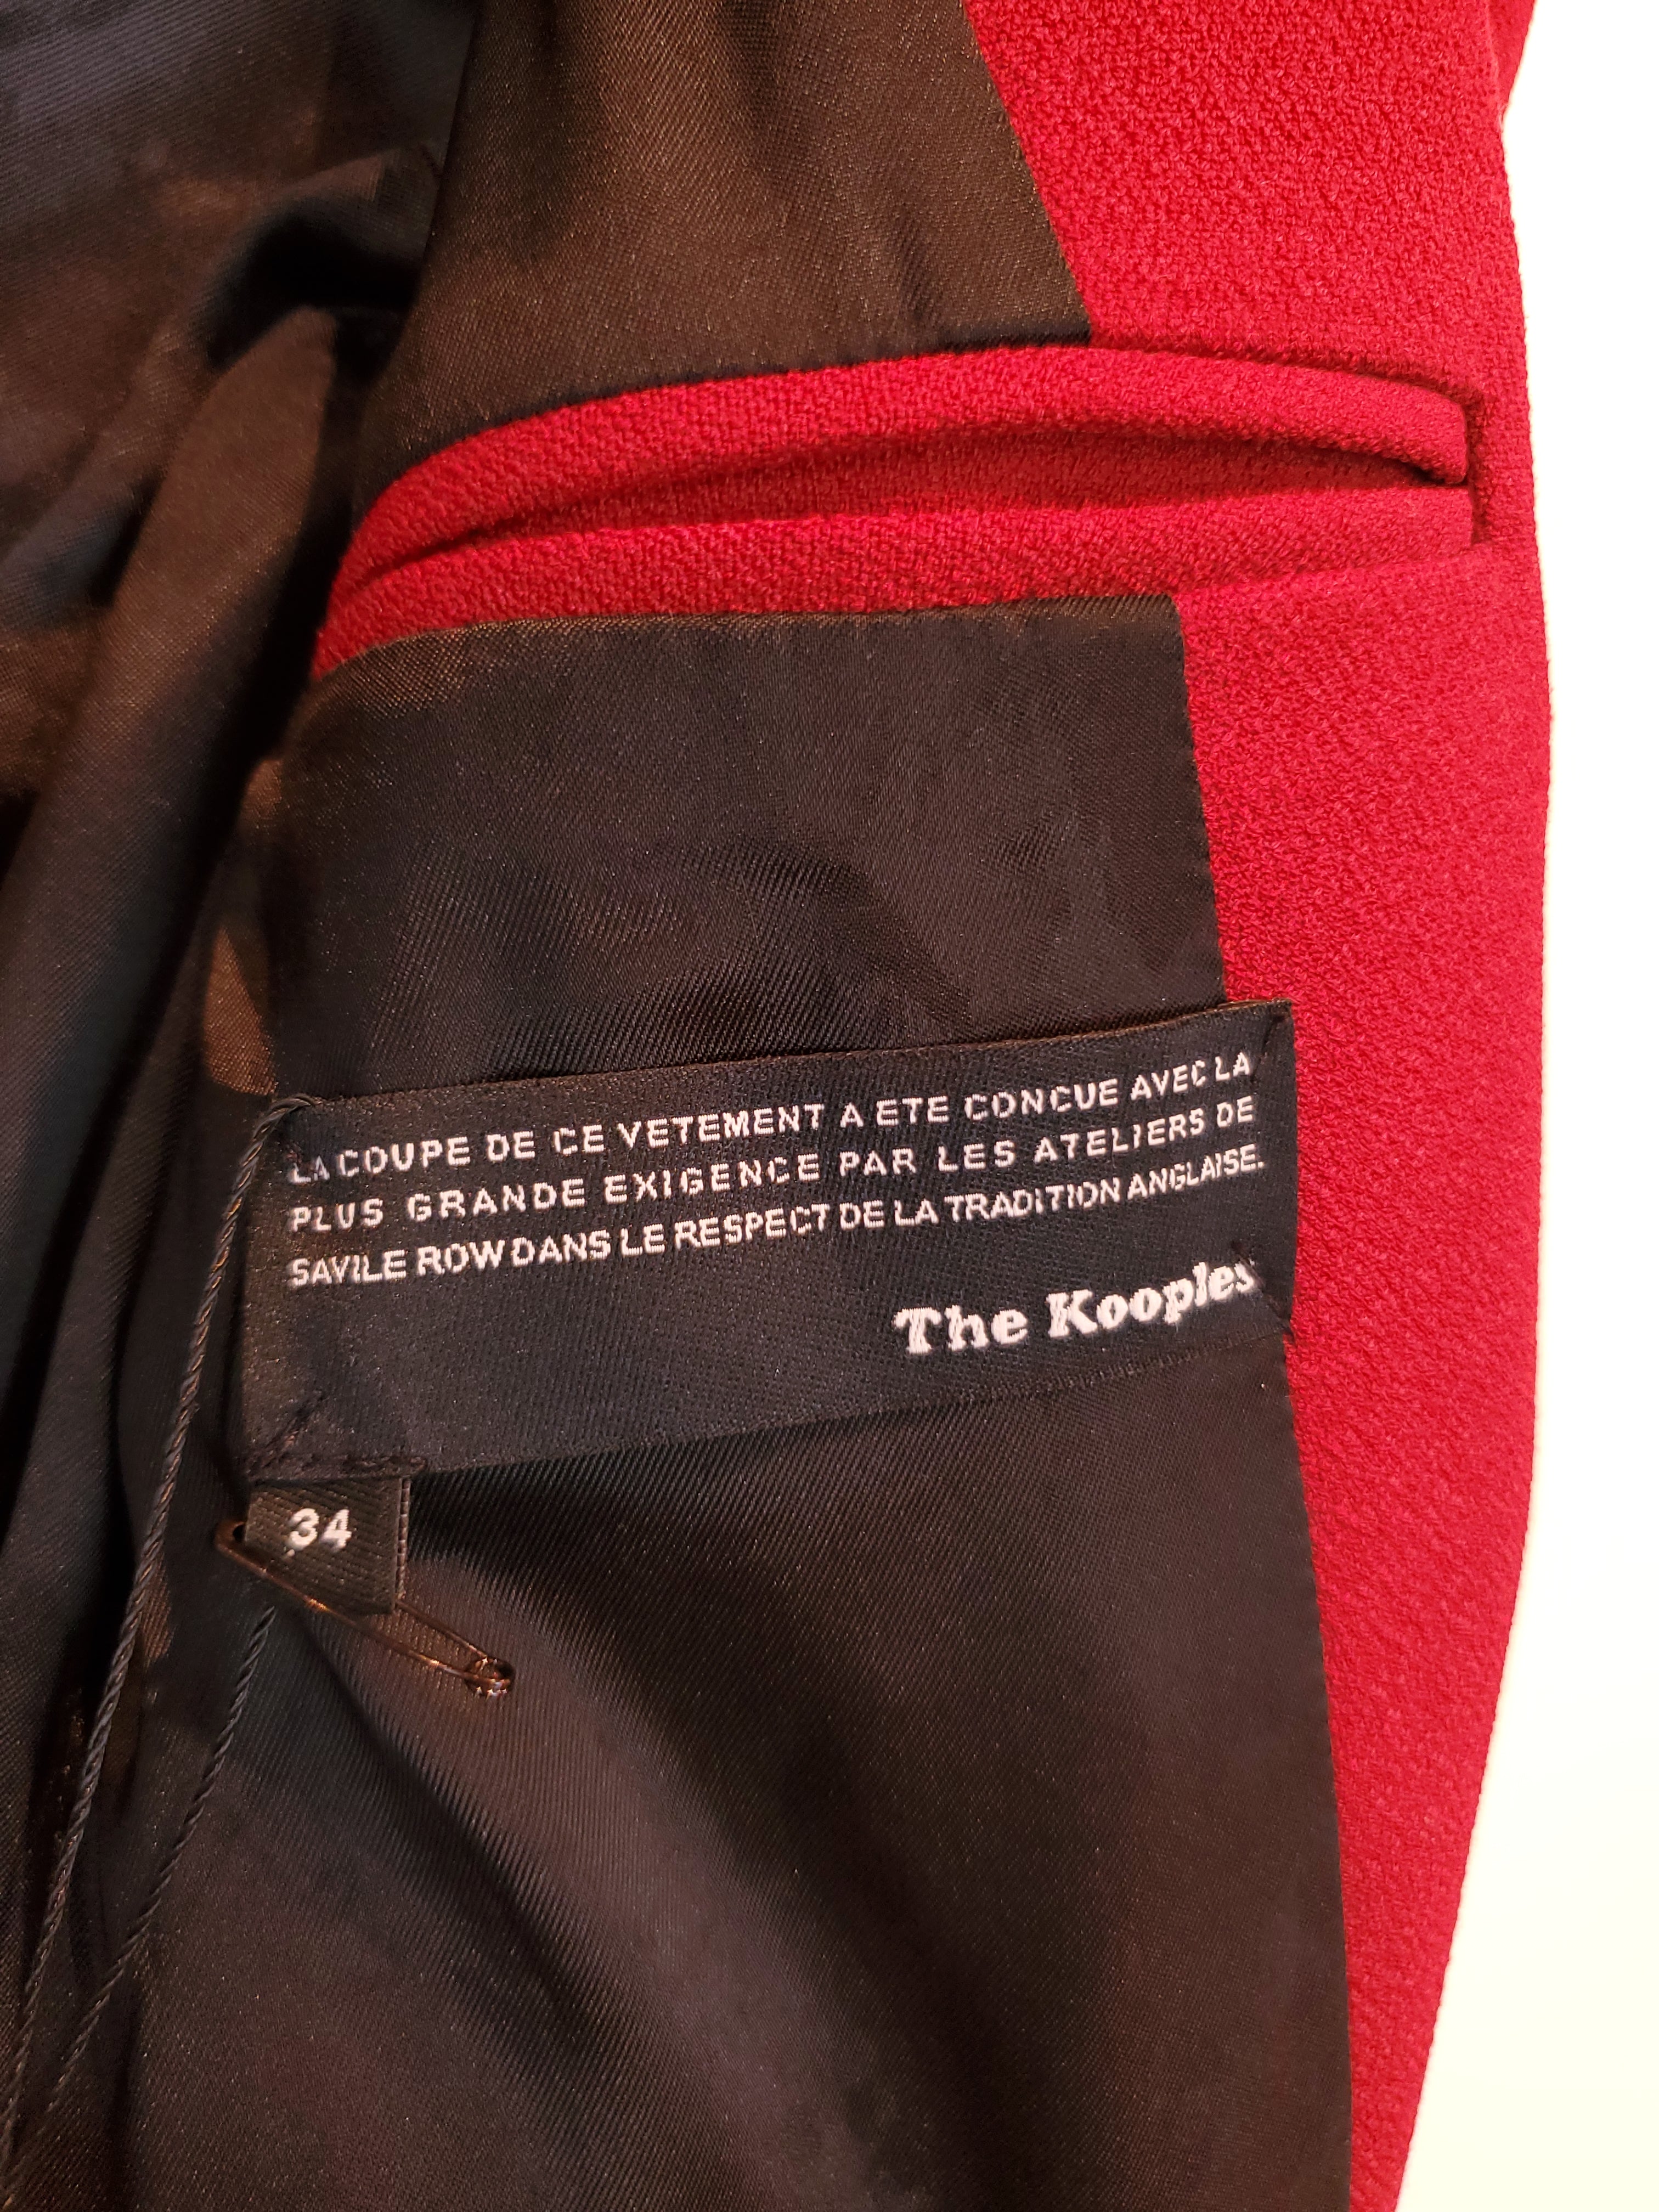 LA COUPE DE CE VETEMENT A ETE CONCUE AVEC LA
PLUS GRANDE EXIGENCE PAR LES ATELIERS DE
SAVILE ROW DANS LE RESPECT DE LA TRADITION ANGLAISE.
The Kooples
34